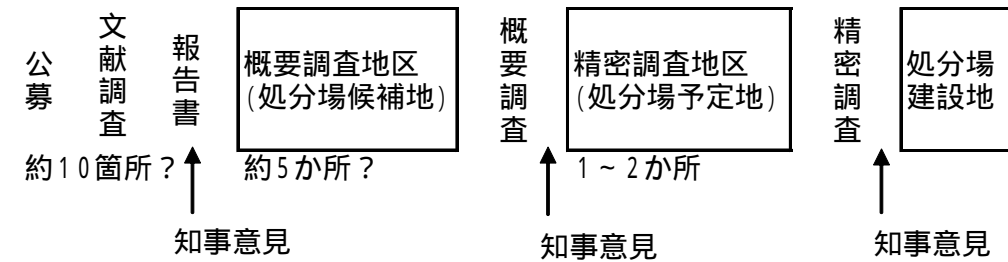 公募
文献調査
報告書
概要調査地区
(処分場候補地)
概要調査
精密調査地区
(処分場予定地)
精密調査
処分場
建設地
約10箇所?
約5か所?
1~2か所
知事意見
知事意見
知事意見